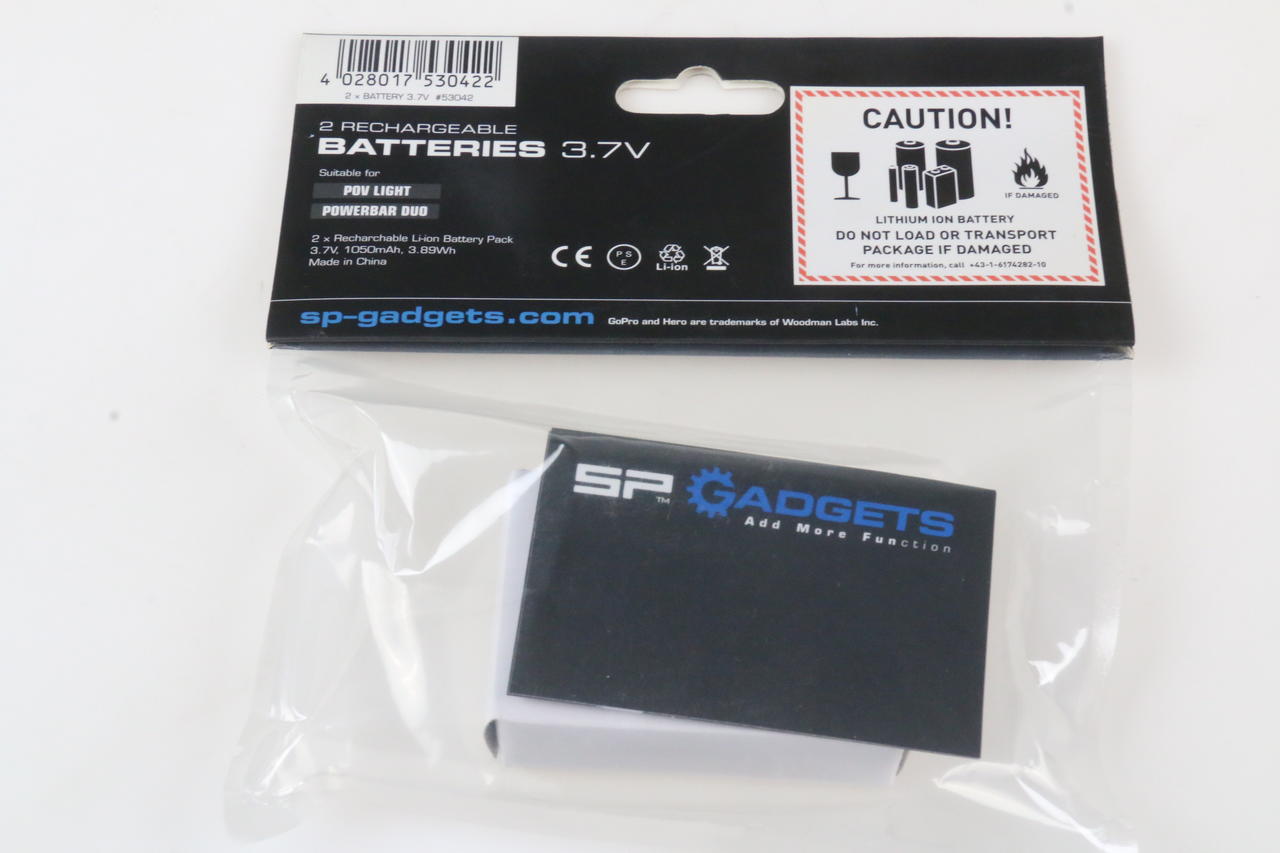 4 028017 530422
2 x BATTERY 3.7V #53042
2 RECHARGEABLE
BATTERIES 3.7V
Suitable for
POV LIGHT
POWERBAR DUO
2 x Recharchable Li-ion Battery Pack
3.7V, 1050mAh, 3.89Wh
Made in China
CE
PS
E
Li-ion
CAUTION!
IF DAMAGED
LITHIUM ION BATTERY
DO NOT LOAD OR TRANSPORT
PACKAGE IF DAMAGED
For more information, call +43-1-6174282-10
sp-gadgets.com GoPro and Hero are trademarks of Woodman Labs Inc.
SP™ GADGETS
Add More Function